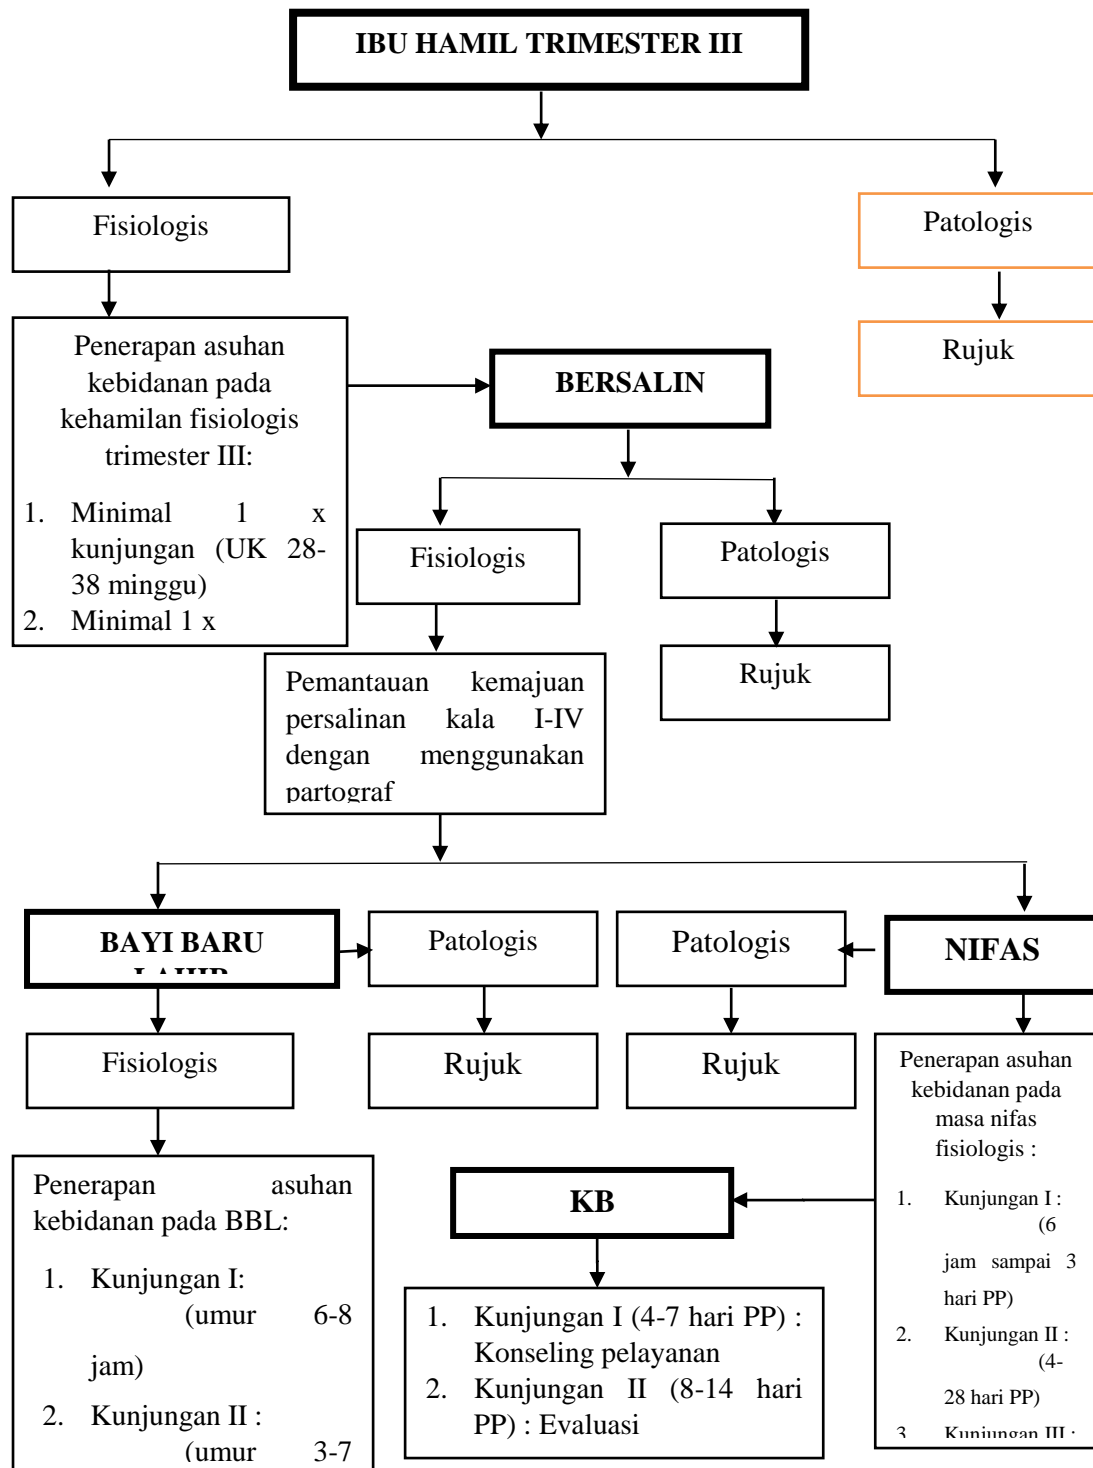 IBU HAMIL TRIMESTER III
Fisiologis
Patologis
Rujuk
Penerapan asuhan
kebidanan pada
kehamilan fisiologis
trimester III:
1. Minimal 1 x
kunjungan (UK 28-
38 minggu)
2. Minimal 1 x
BERSALIN
Fisiologis
Patologis
Rujuk
Pemantauan kemajuan
persalinan kala I-IV
dengan menggunakan
partograf
BAYI BARU
LAHIR
Patologis
Patologis
NIFAS
Fisiologis
Rujuk
Rujuk
Penerapan asuhan
kebidanan pada
masa nifas
fisiologis :
1. Kunjungan I :
(6
jam sampai 3
hari PP)
2. Kunjungan II :
(4-
28 hari PP)
3. Kunjungan III :
Penerapan asuhan
kebidanan pada BBL:
1. Kunjungan I:
(umur 6-8
jam)
2. Kunjungan II :
(umur 3-7
KB
1. Kunjungan I (4-7 hari PP) :
Konseling pelayanan
2. Kunjungan II (8-14 hari
PP) : Evaluasi